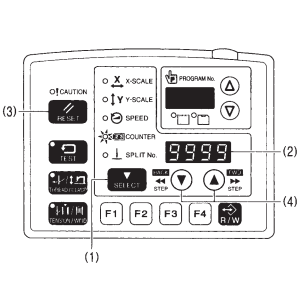 PROGRAM No.
CAUTION
X X-SCALE
(3)
RESET
Y Y-SCALE
SPEED
COUNTER
9999
(2)
TEST
SPLIT No.
SELECT
BACK
STEP
FWD
STEP
(4)
THREAD/CLAMP
TENSION/WIND
F1
F2
F3
F4
R/W
(1)